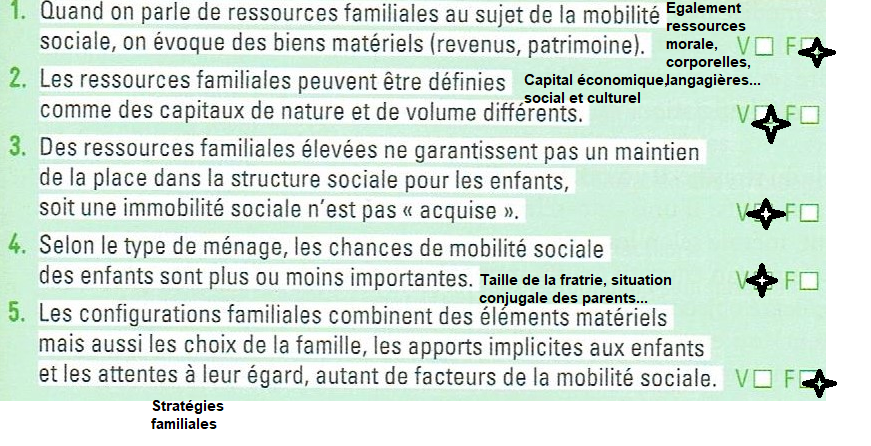 1. Quand on parle de ressources familiales au sujet de la mobilité
sociale, on évoque des biens matériels (revenus, patrimoine). V F
Egalement
ressources
morale,
corporelles,
langagières...
2. Les ressources familiales peuvent être définies
comme des capitaux de nature et de volume différents. V F
Capital économique,
social et culturel
3. Des ressources familiales élevées ne garantissent pas un maintien
de la place dans la structure sociale pour les enfants,
soit une immobilité sociale n'est pas « acquise ». V F
4. Selon le type de ménage, les chances de mobilité sociale
des enfants sont plus ou moins importantes. V F
Taille de la fratrie, situation
conjugale des parents...
5. Les configurations familiales combinent des éléments matériels
mais aussi les choix de la famille, les apports implicites aux enfants
et les attentes à leur égard, autant de facteurs de la mobilité sociale. V F
Stratégies
familiales